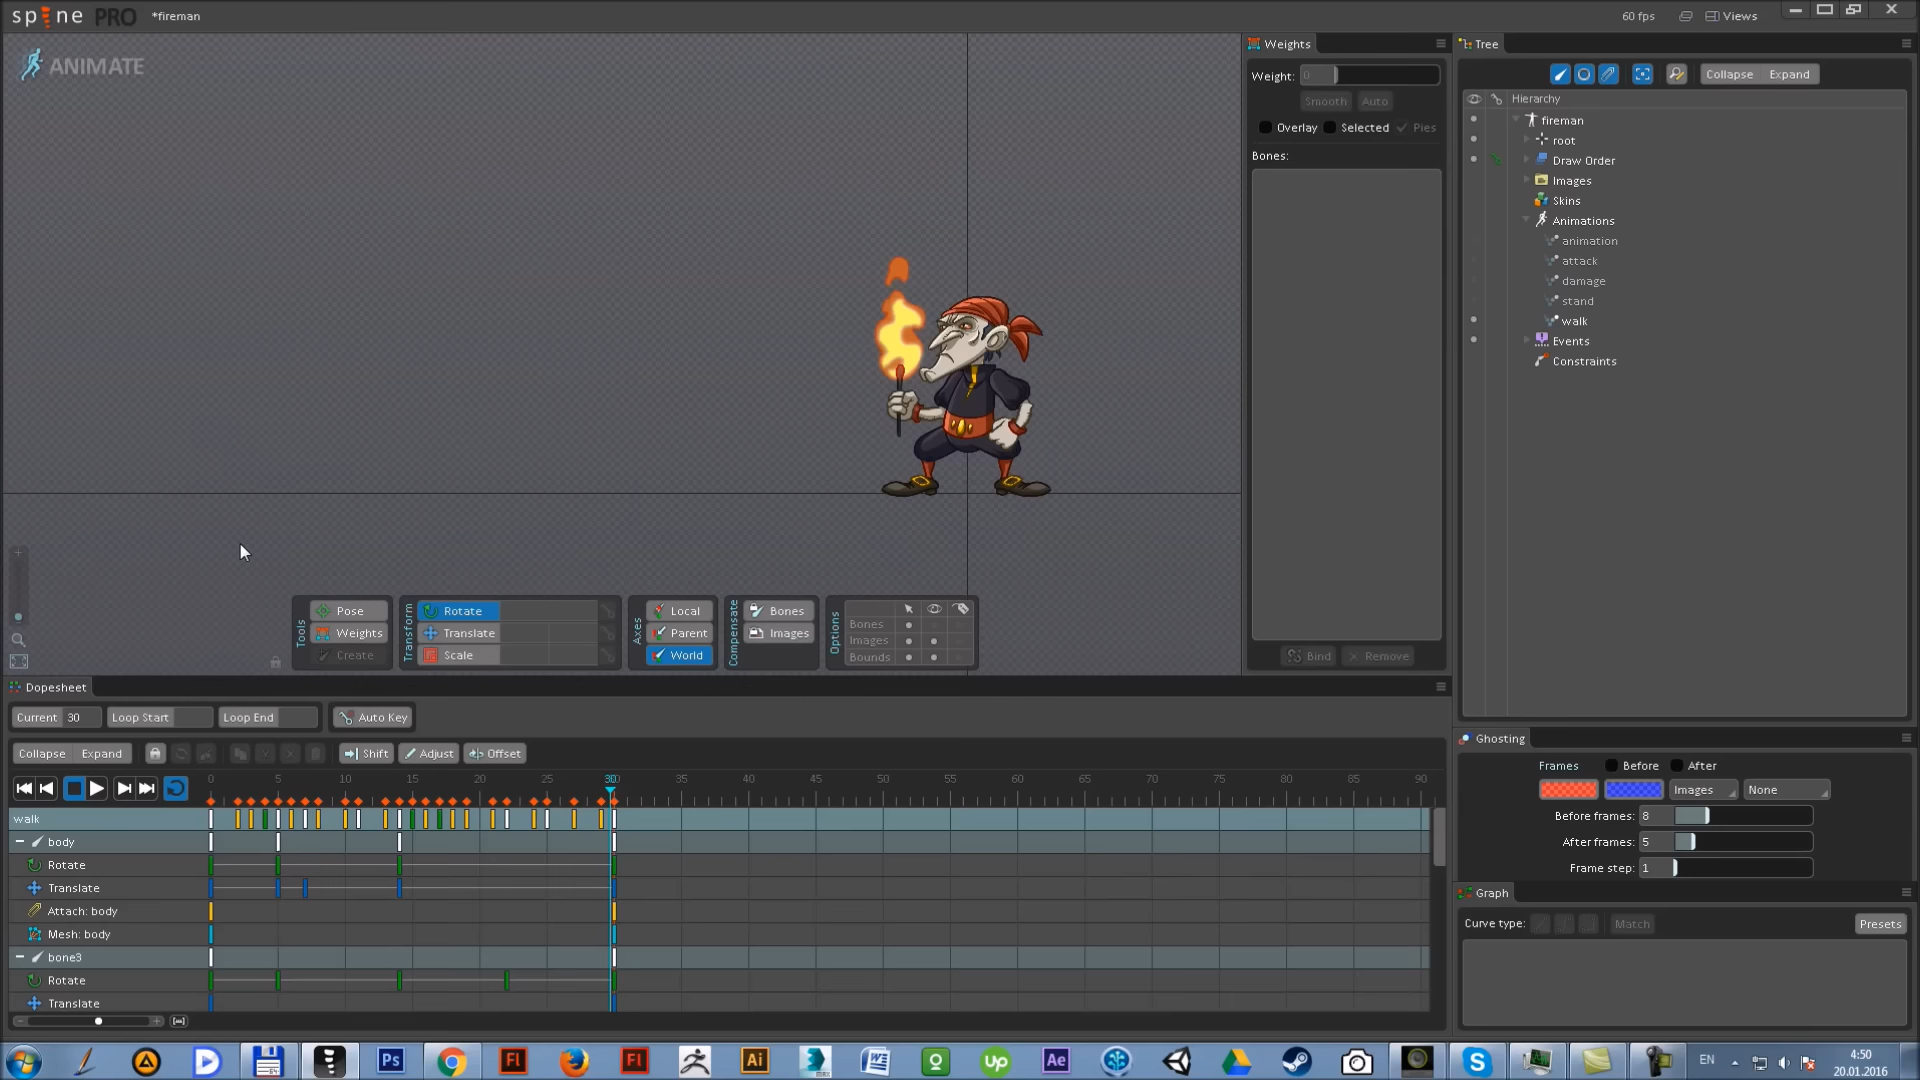 spine PRO *fireman 60 fps Views
ANIMATE
Weights
Weight: 0
Smooth Auto
Overlay Selected Pies
Bones:
Bind Remove
Tree
Collapse Expand
Hierarchy
fireman
root
Draw Order
Images
Skins
Animations
animation
attack
damage
stand
walk
Events
Constraints
Tools
Pose
Weights
Create
Transform
Rotate
Translate
Scale
Axes
Local
Parent
World
Compensate
Bones
Images
Options
Bones
Images
Bounds
Dopesheet
Current 30 Loop Start Loop End Auto Key
Collapse Expand Shift Adjust Offset
0 5 10 15 20 25 30 35 40 45 50 55 60 65 70 75 80 85 90
walk
body
Rotate
Translate
Attach: body
Mesh: body
bone3
Rotate
Translate
Ghosting
Frames Before After
Images None
Before frames: 8
After frames: 5
Frame step: 1
Graph
Curve type: Match Presets
Ps Fl Fl Ai Up Ae EN 4:50
20.01.2016